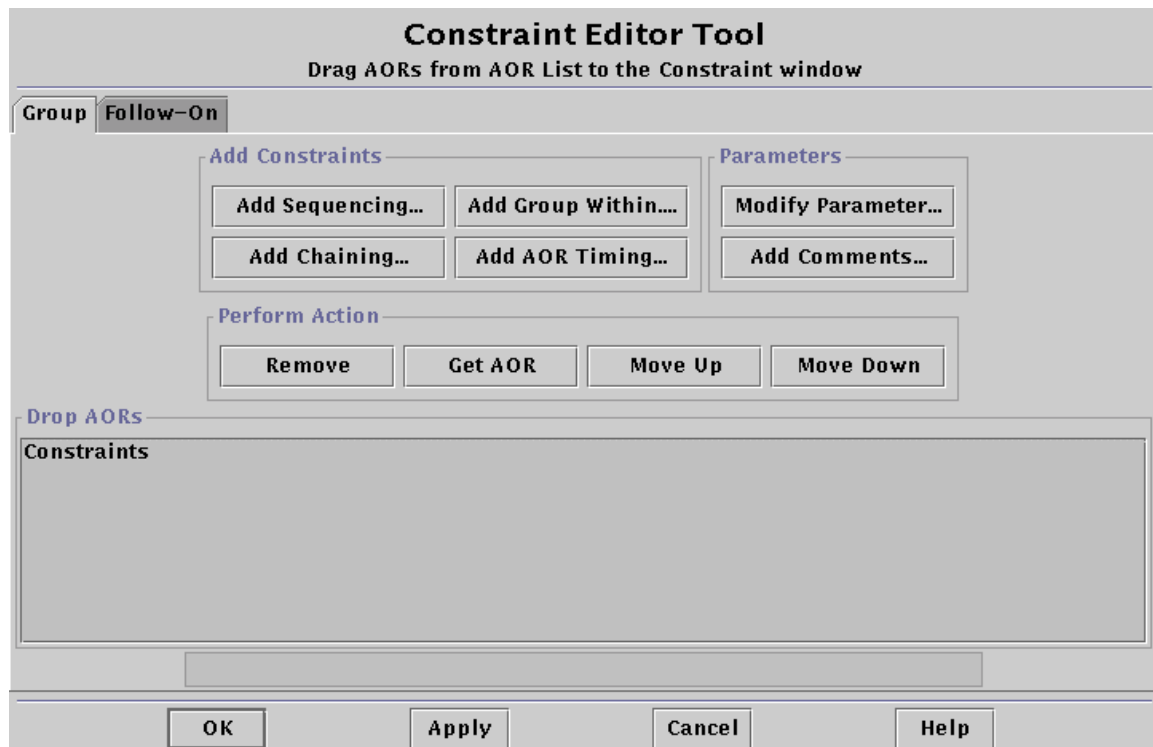 Constraint Editor Tool
Drag AORs from AOR List to the Constraint window
Group Follow-On
Add Constraints Parameters
Add Sequencing... Add Group Within.... Modify Parameter...
Add Chaining... Add AOR Timing... Add Comments...
Perform Action
Remove Get AOR Move Up Move Down
Drop AORs
Constraints
OK Apply Cancel Help